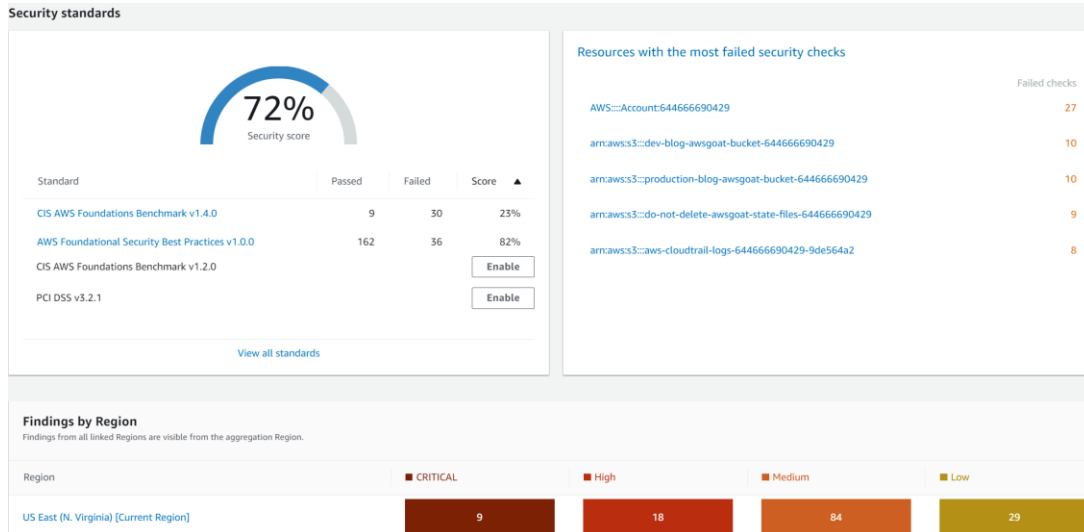 Security standards
72%
Security score
Standard Passed Failed Score ▲
CIS AWS Foundations Benchmark v1.4.0 9 30 23%
AWS Foundational Security Best Practices v1.0.0 162 36 82%
CIS AWS Foundations Benchmark v1.2.0 Enable
PCI DSS v3.2.1 Enable
View all standards
Resources with the most failed security checks
Failed checks
AWS::::Account:644666690429 27
arn:aws:s3:::dev-blog-awsgoat-bucket-644666690429 10
arn:aws:s3:::production-blog-awsgoat-bucket-644666690429 10
arn:aws:s3:::do-not-delete-awsgoat-state-files-644666690429 9
arn:aws:s3:::aws-cloudtrail-logs-644666690429-9de564a2 8
Findings by Region
Findings from all linked Regions are visible from the aggregation Region.
Region CRITICAL High Medium Low
US East (N. Virginia) [Current Region] 9 18 84 29